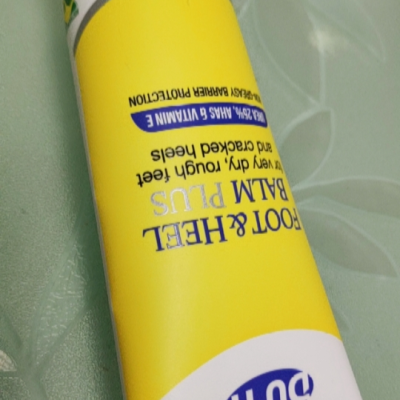 FOOT & HEEL
BALM PLUS
for very dry, rough feet
and cracked heels
UREA 25%, AHAS & VITAMIN E
NON-GREASY BARRIER PROTECTION